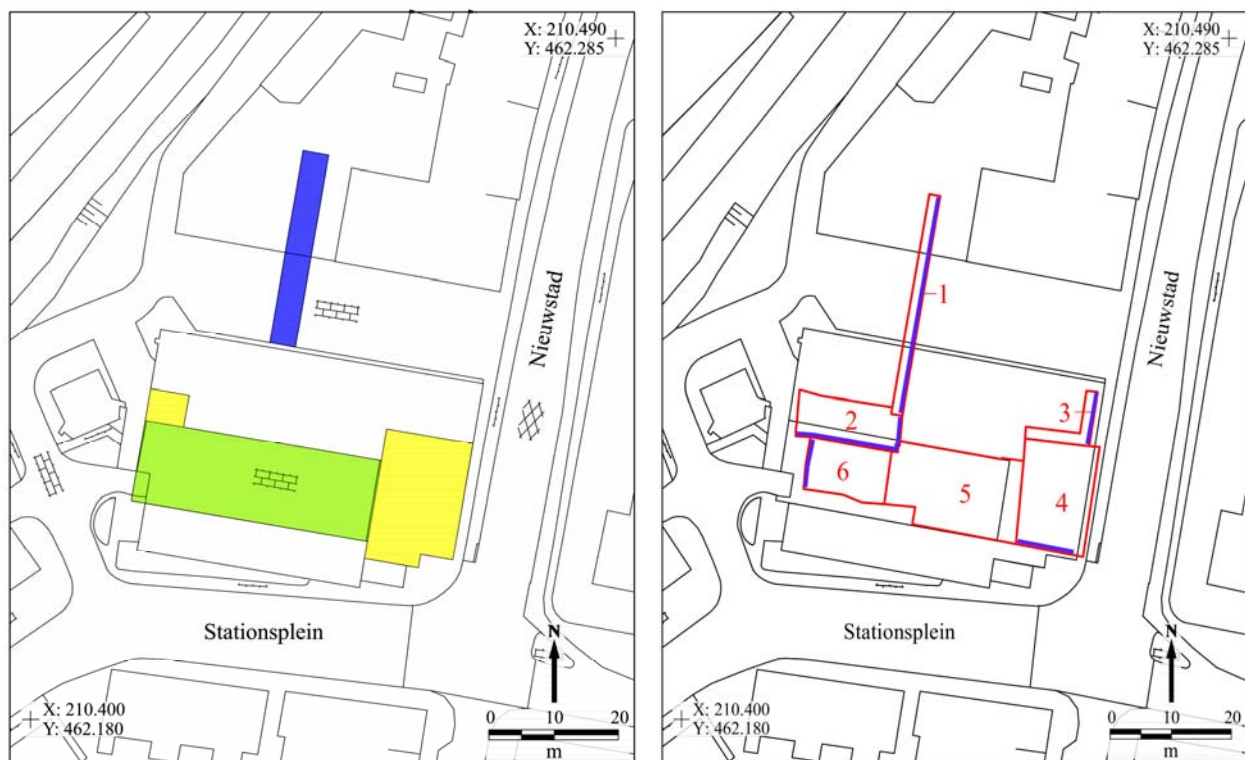 X: 210.490
Y: 462.285
Nieuwstad
Stationsplein
N
X: 210.400
Y: 462.180
0 10 20
m
X: 210.490
Y: 462.285
1
Nieuwstad
2
3
6
5
4
Stationsplein
N
X: 210.400
Y: 462.180
0 10 20
m